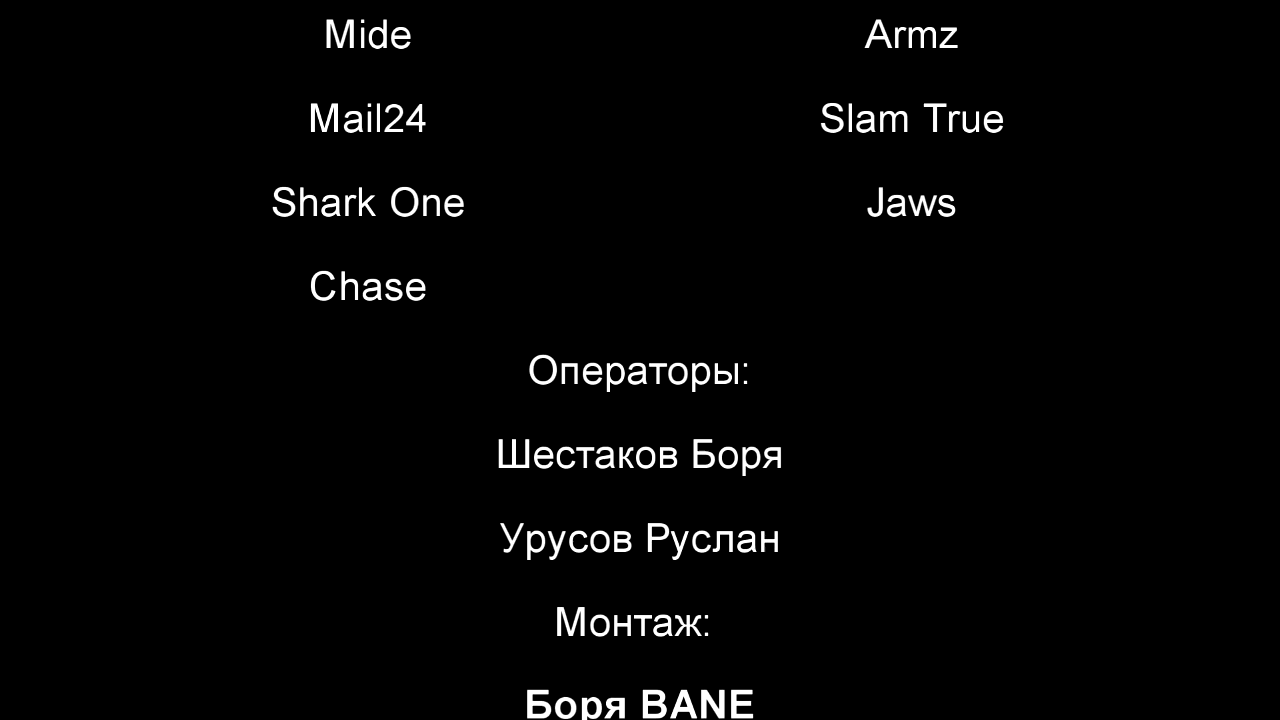 Mide Armz
Mail24 Slam True
Shark One Jaws
Chase
Операторы:
Шестаков Боря
Урусов Руслан
Монтаж:
Боря BANE